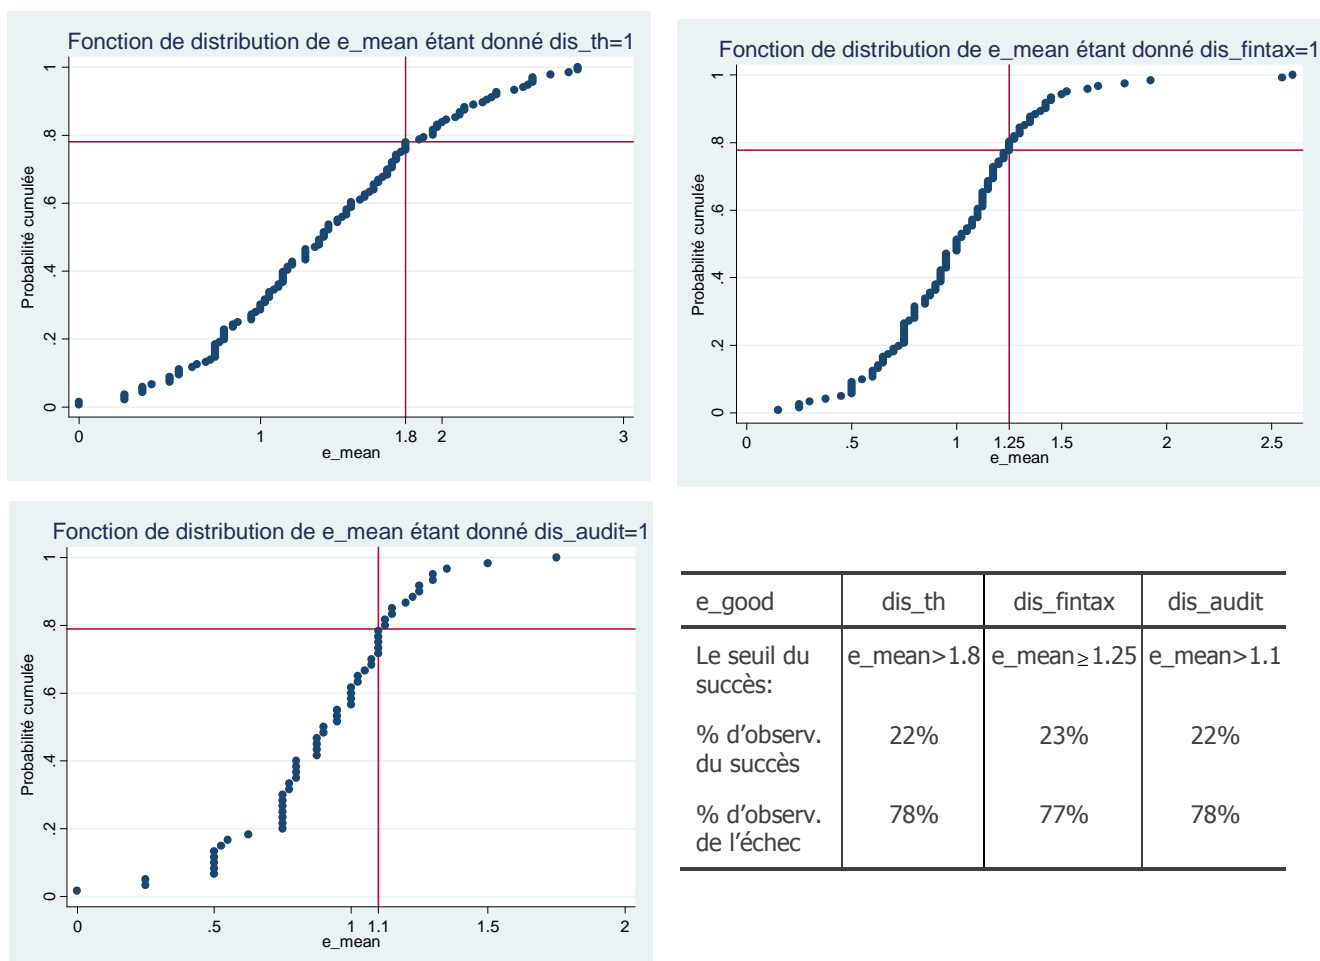 Fonction de distribution de e_mean étant donné dis_th=1
Probabilité cumulée
1
.8
.6
.4
.2
0
0 1 1.8 2 3
e_mean
Fonction de distribution de e_mean étant donné dis_fintax=1
Probabilité cumulée
1
.8
.6
.4
.2
0
0 .5 1 1.25 1.5 2 2.5
e_mean
Fonction de distribution de e_mean étant donné dis_audit=1
Probabilité cumulée
1
.8
.6
.4
.2
0
0 .5 1 1.1 1.5 2
e_mean
e_good dis_th dis_fintax dis_audit
Le seuil du e_mean>1.8 e_mean≥1.25 e_mean>1.1
succès:
% d’observ. 22% 23% 22%
du succès
% d’observ. 78% 77% 78%
de l’échec